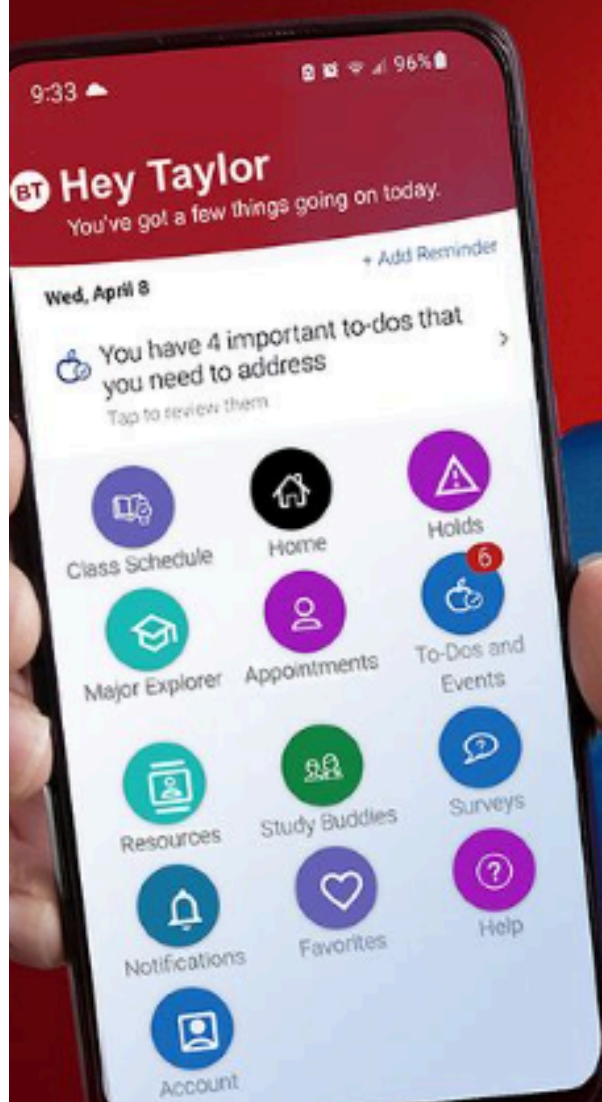 9:33
96%
BT
Hey Taylor
You've got a few things going on today.
Wed, April 8
+ Add Reminder
You have 4 important to-dos that
you need to address
Tap to review them
Class Schedule
Home
Holds
6
Major Explorer
Appointments
To-Dos and
Events
Resources
Study Buddies
Surveys
Notifications
Favorites
Help
Account